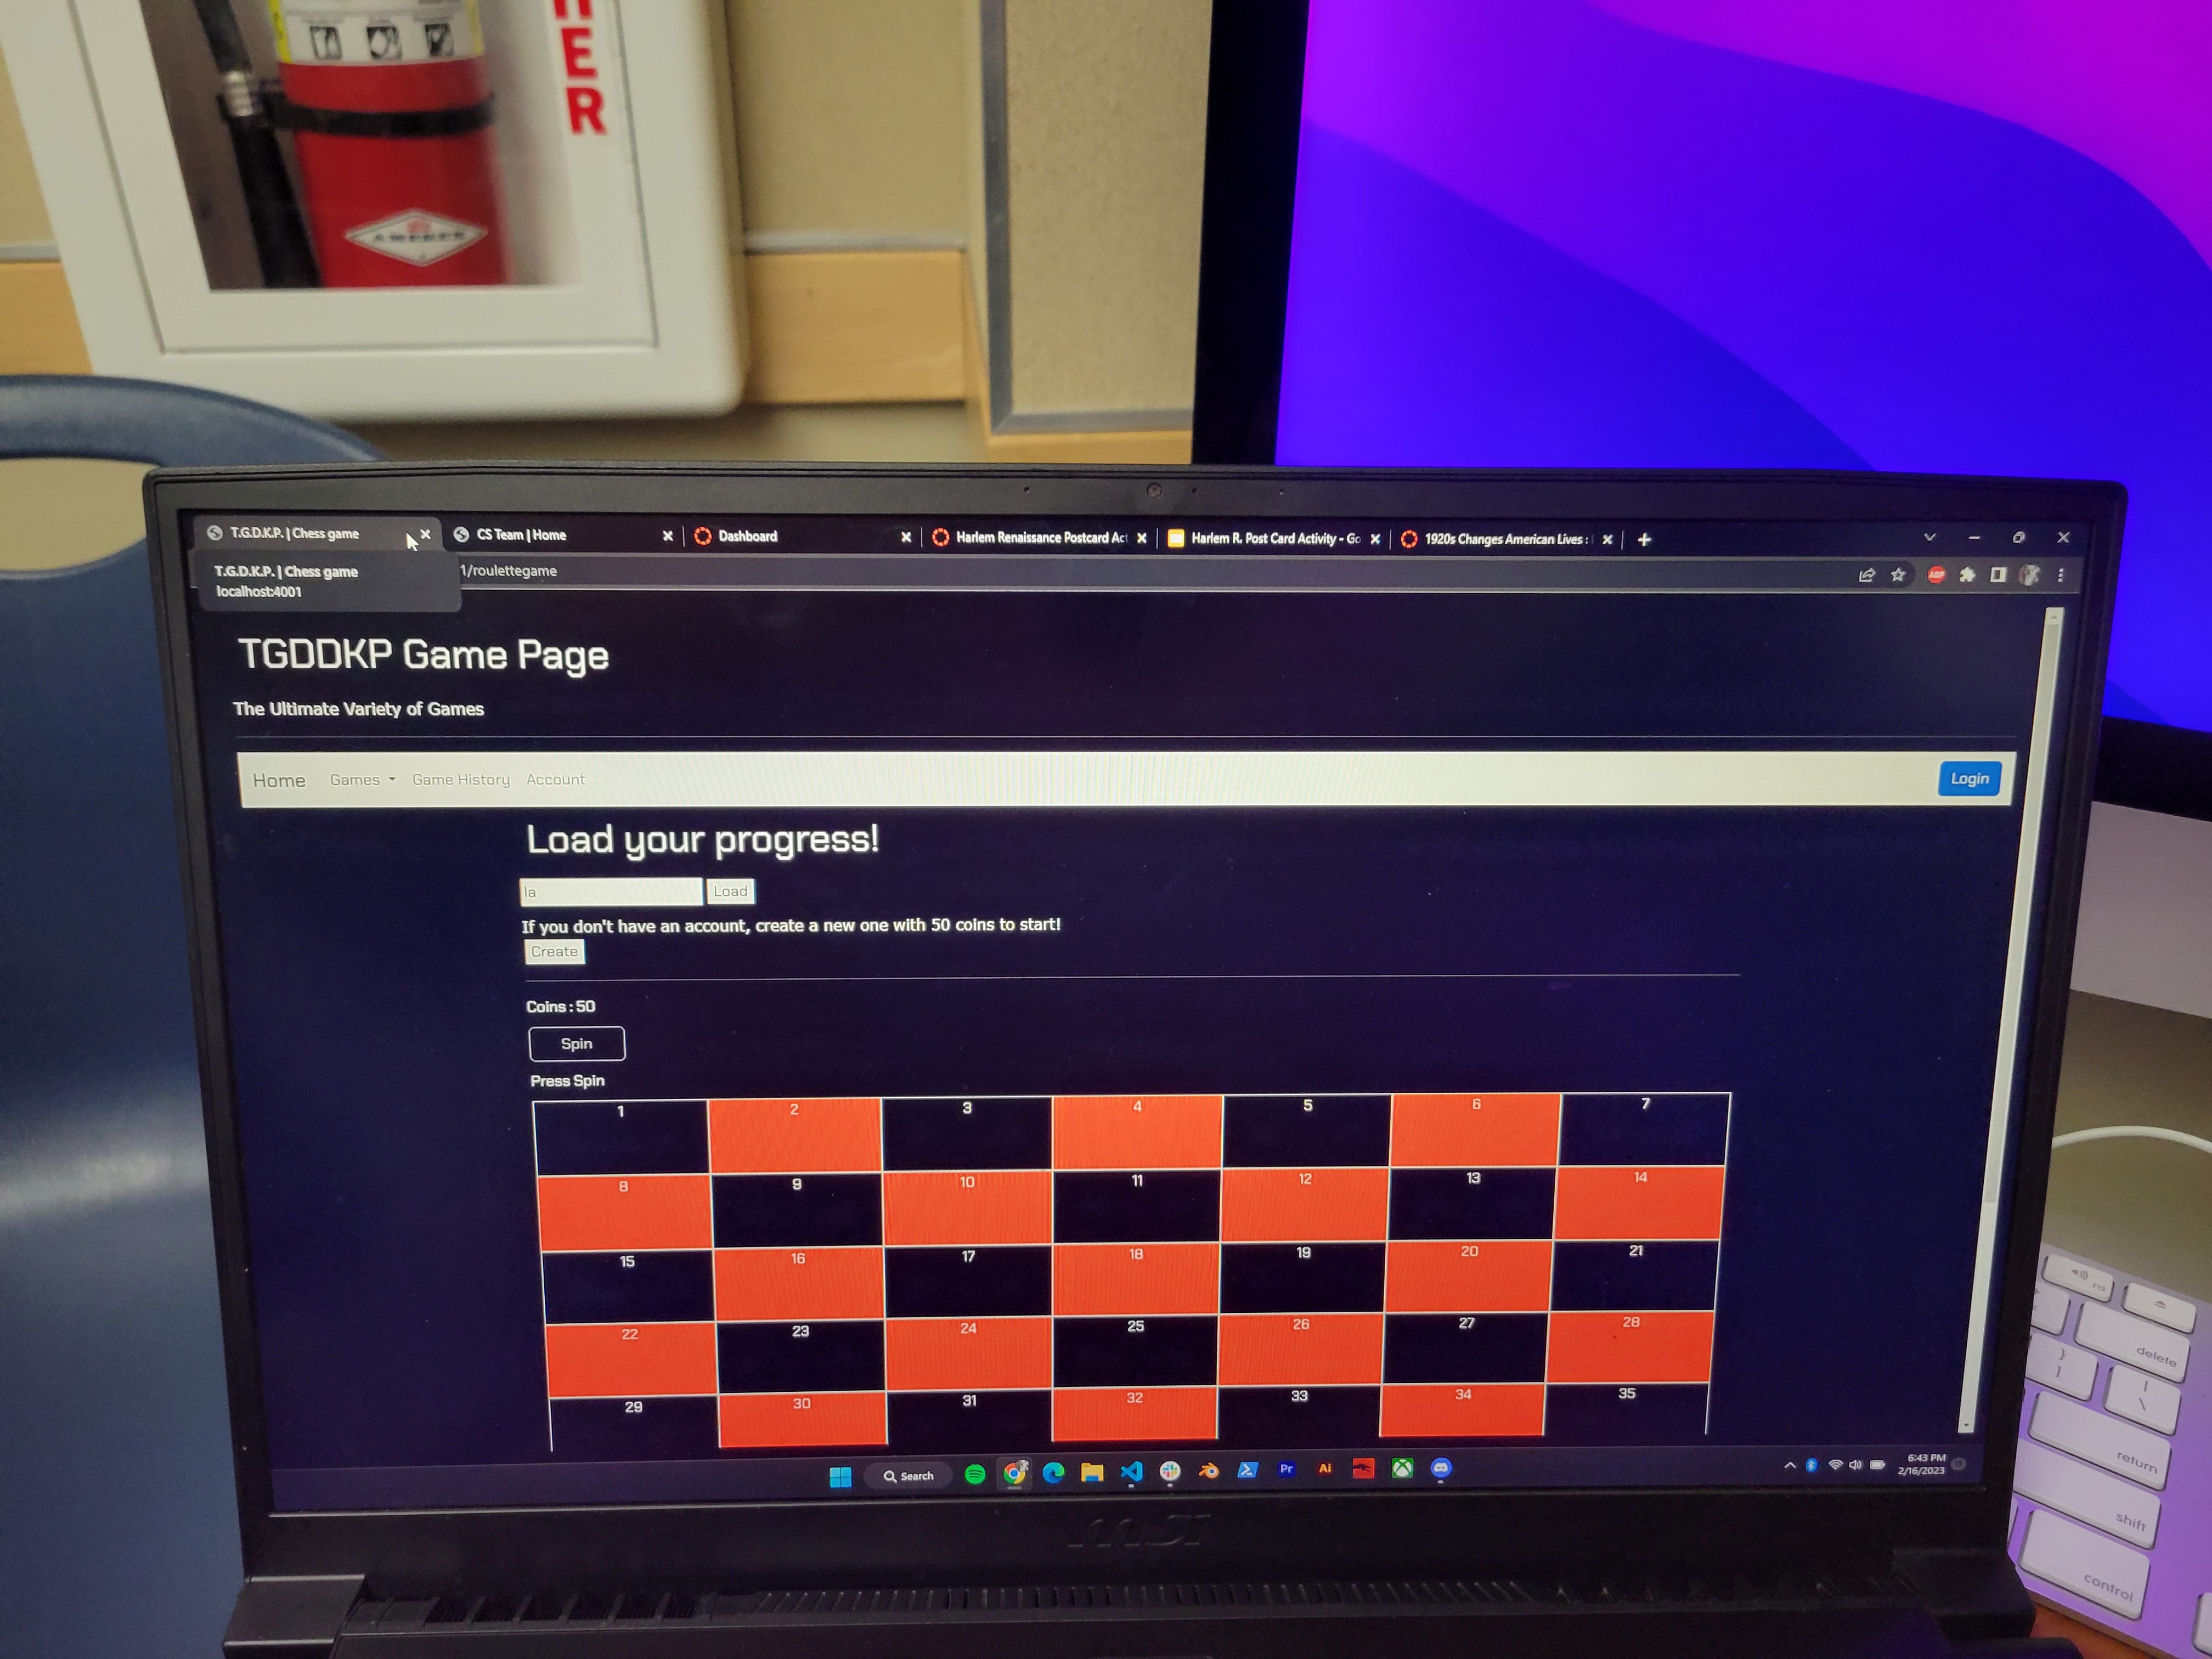 HER
AMEREX
T.G.D.K.P. | Chess game
CS Team | Home
Dashboard
Harlem Renaissance Postcard Act
Harlem R. Post Card Activity - Go
1920s Changes American Lives :
T.G.D.K.P. | Chess game
localhost:4001
1/roulettegame
ABP
TGDDKP Game Page
The Ultimate Variety of Games
Home Games Game History Account Login
Load your progress!
la Load
If you don't have an account, create a new one with 50 coins to start!
Create
Coins : 50
Spin
Press Spin
1 2 3 4 5 6 7
8 9 10 11 12 13 14
15 16 17 18 19 20 21
22 23 24 25 26 27 28
29 30 31 32 33 34 35
Search
Pr
Ai
6:43 PM
2/16/2023
msi
F12
delete
}
]
|
\
return
shift
control